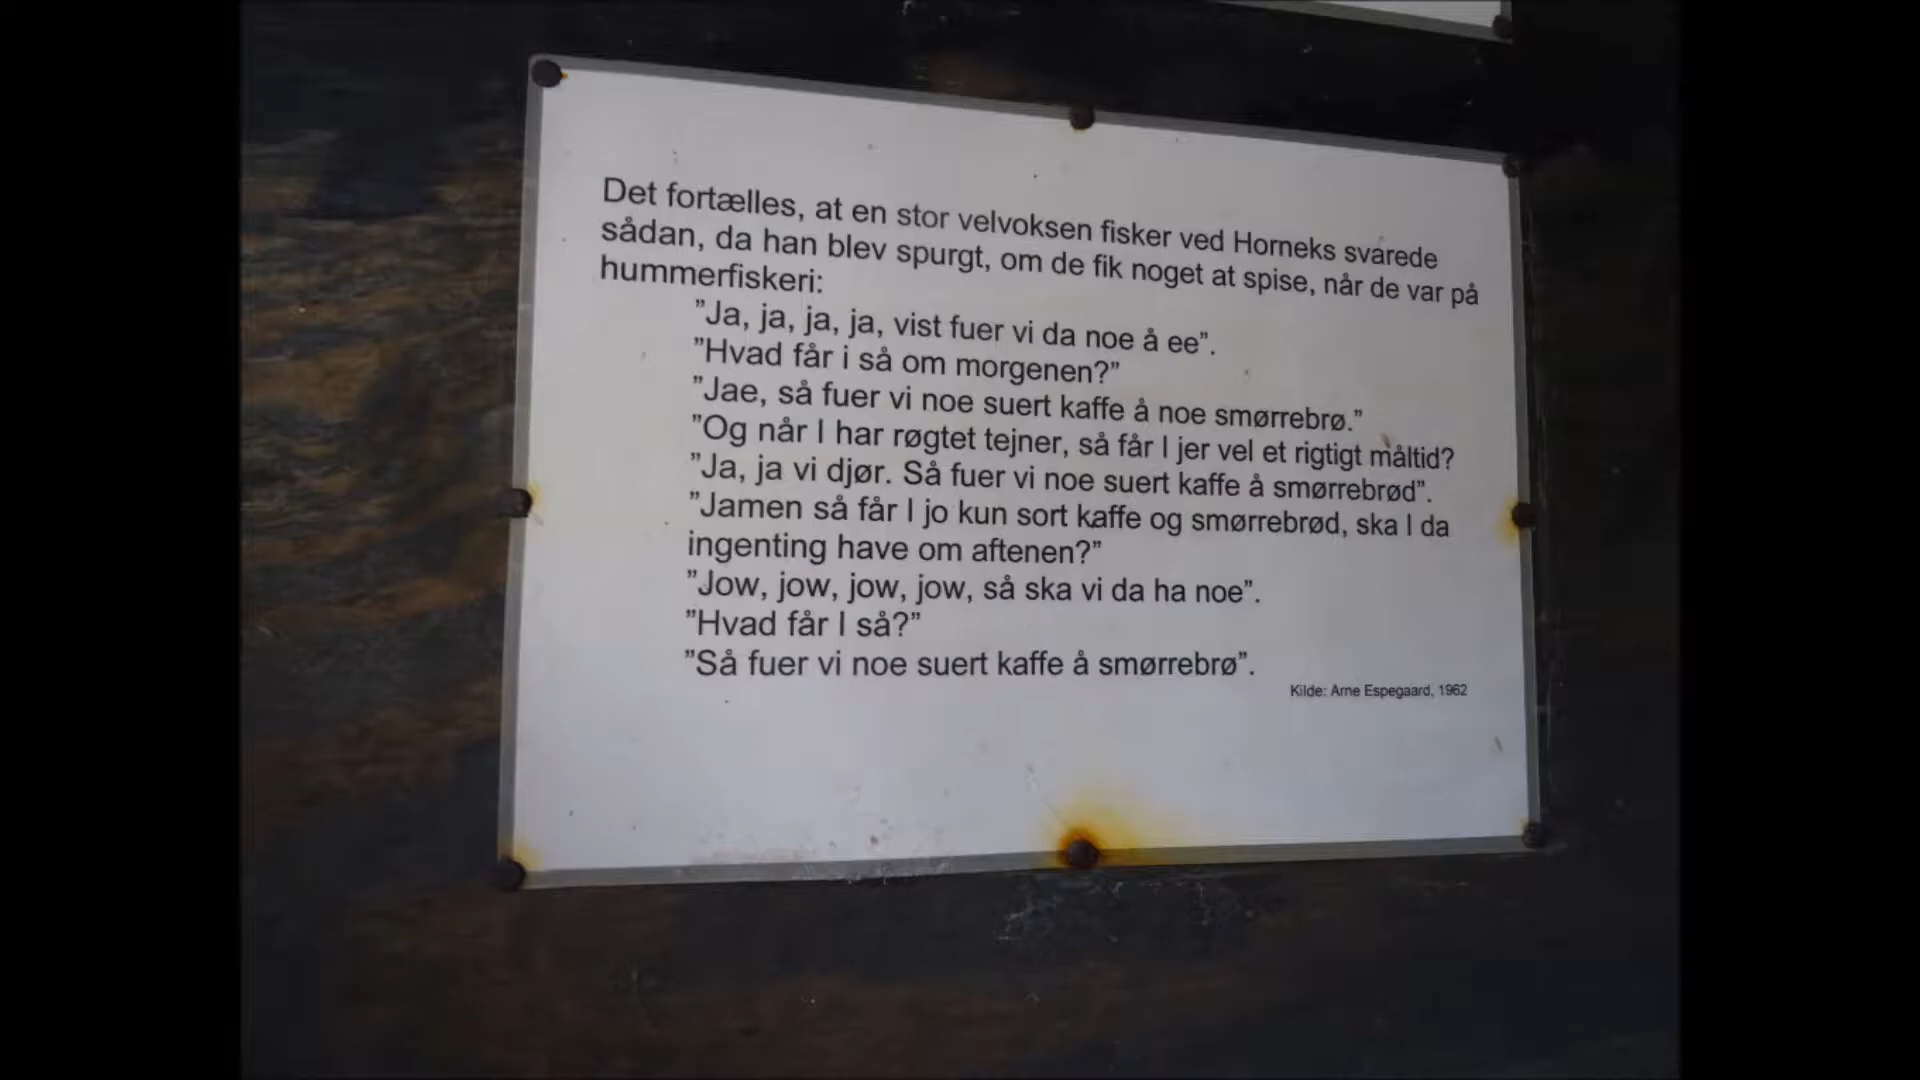 Det fortælles, at en stor velvoksen fisker ved Horneks svarede
sådan, da han blev spurgt, om de fik noget at spise, når de var på
hummerfiskeri:
”Ja, ja, ja, ja, vist fuer vi da noe å ee”.
”Hvad får i så om morgenen?”
”Jae, så fuer vi noe suert kaffe å noe smørrebrø.”
”Og når I har røgtet tejner, så får I jer vel et rigtigt måltid?
”Ja, ja vi djør. Så fuer vi noe suert kaffe å smørrebrød”.
”Jamen så får I jo kun sort kaffe og smørrebrød, ska I da
ingenting have om aftenen?”
”Jow, jow, jow, jow, så ska vi da ha noe”.
”Hvad får I så?”
”Så fuer vi noe suert kaffe å smørrebrø”.
Kilde: Arne Espegaard, 1962